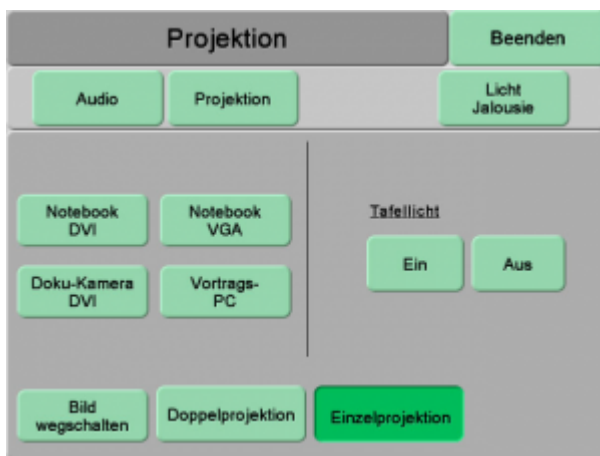 Projektion
Beenden
Audio
Projektion
Licht
Jalousie
Notebook
DVI
Notebook
VGA
Tafellicht
Ein
Aus
Doku-Kamera
DVI
Vortrags-
PC
Bild
wegschalten
Doppelprojektion
Einzelprojektion